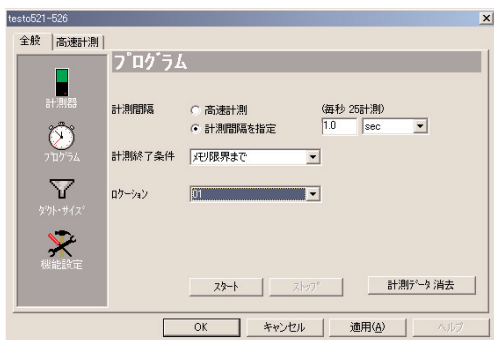 testo521-526
全般 高速計測
ﾌﾟﾛｸﾞﾗﾑ
計測器
ﾌﾟﾛｸﾞﾗﾑ
ﾀﾞｸﾄ･ｻｲｽﾞ
機能設定
計測間隔 高速計測 (毎秒 25計測)
計測間隔を指定 1.0 sec
計測終了条件 ﾒﾓﾘ限界まで
ﾛｹｰｼｮﾝ 01
スタート ストップ 計測ﾃﾞｰﾀ 消去
OK キャンセル 適用(A) ヘルプ